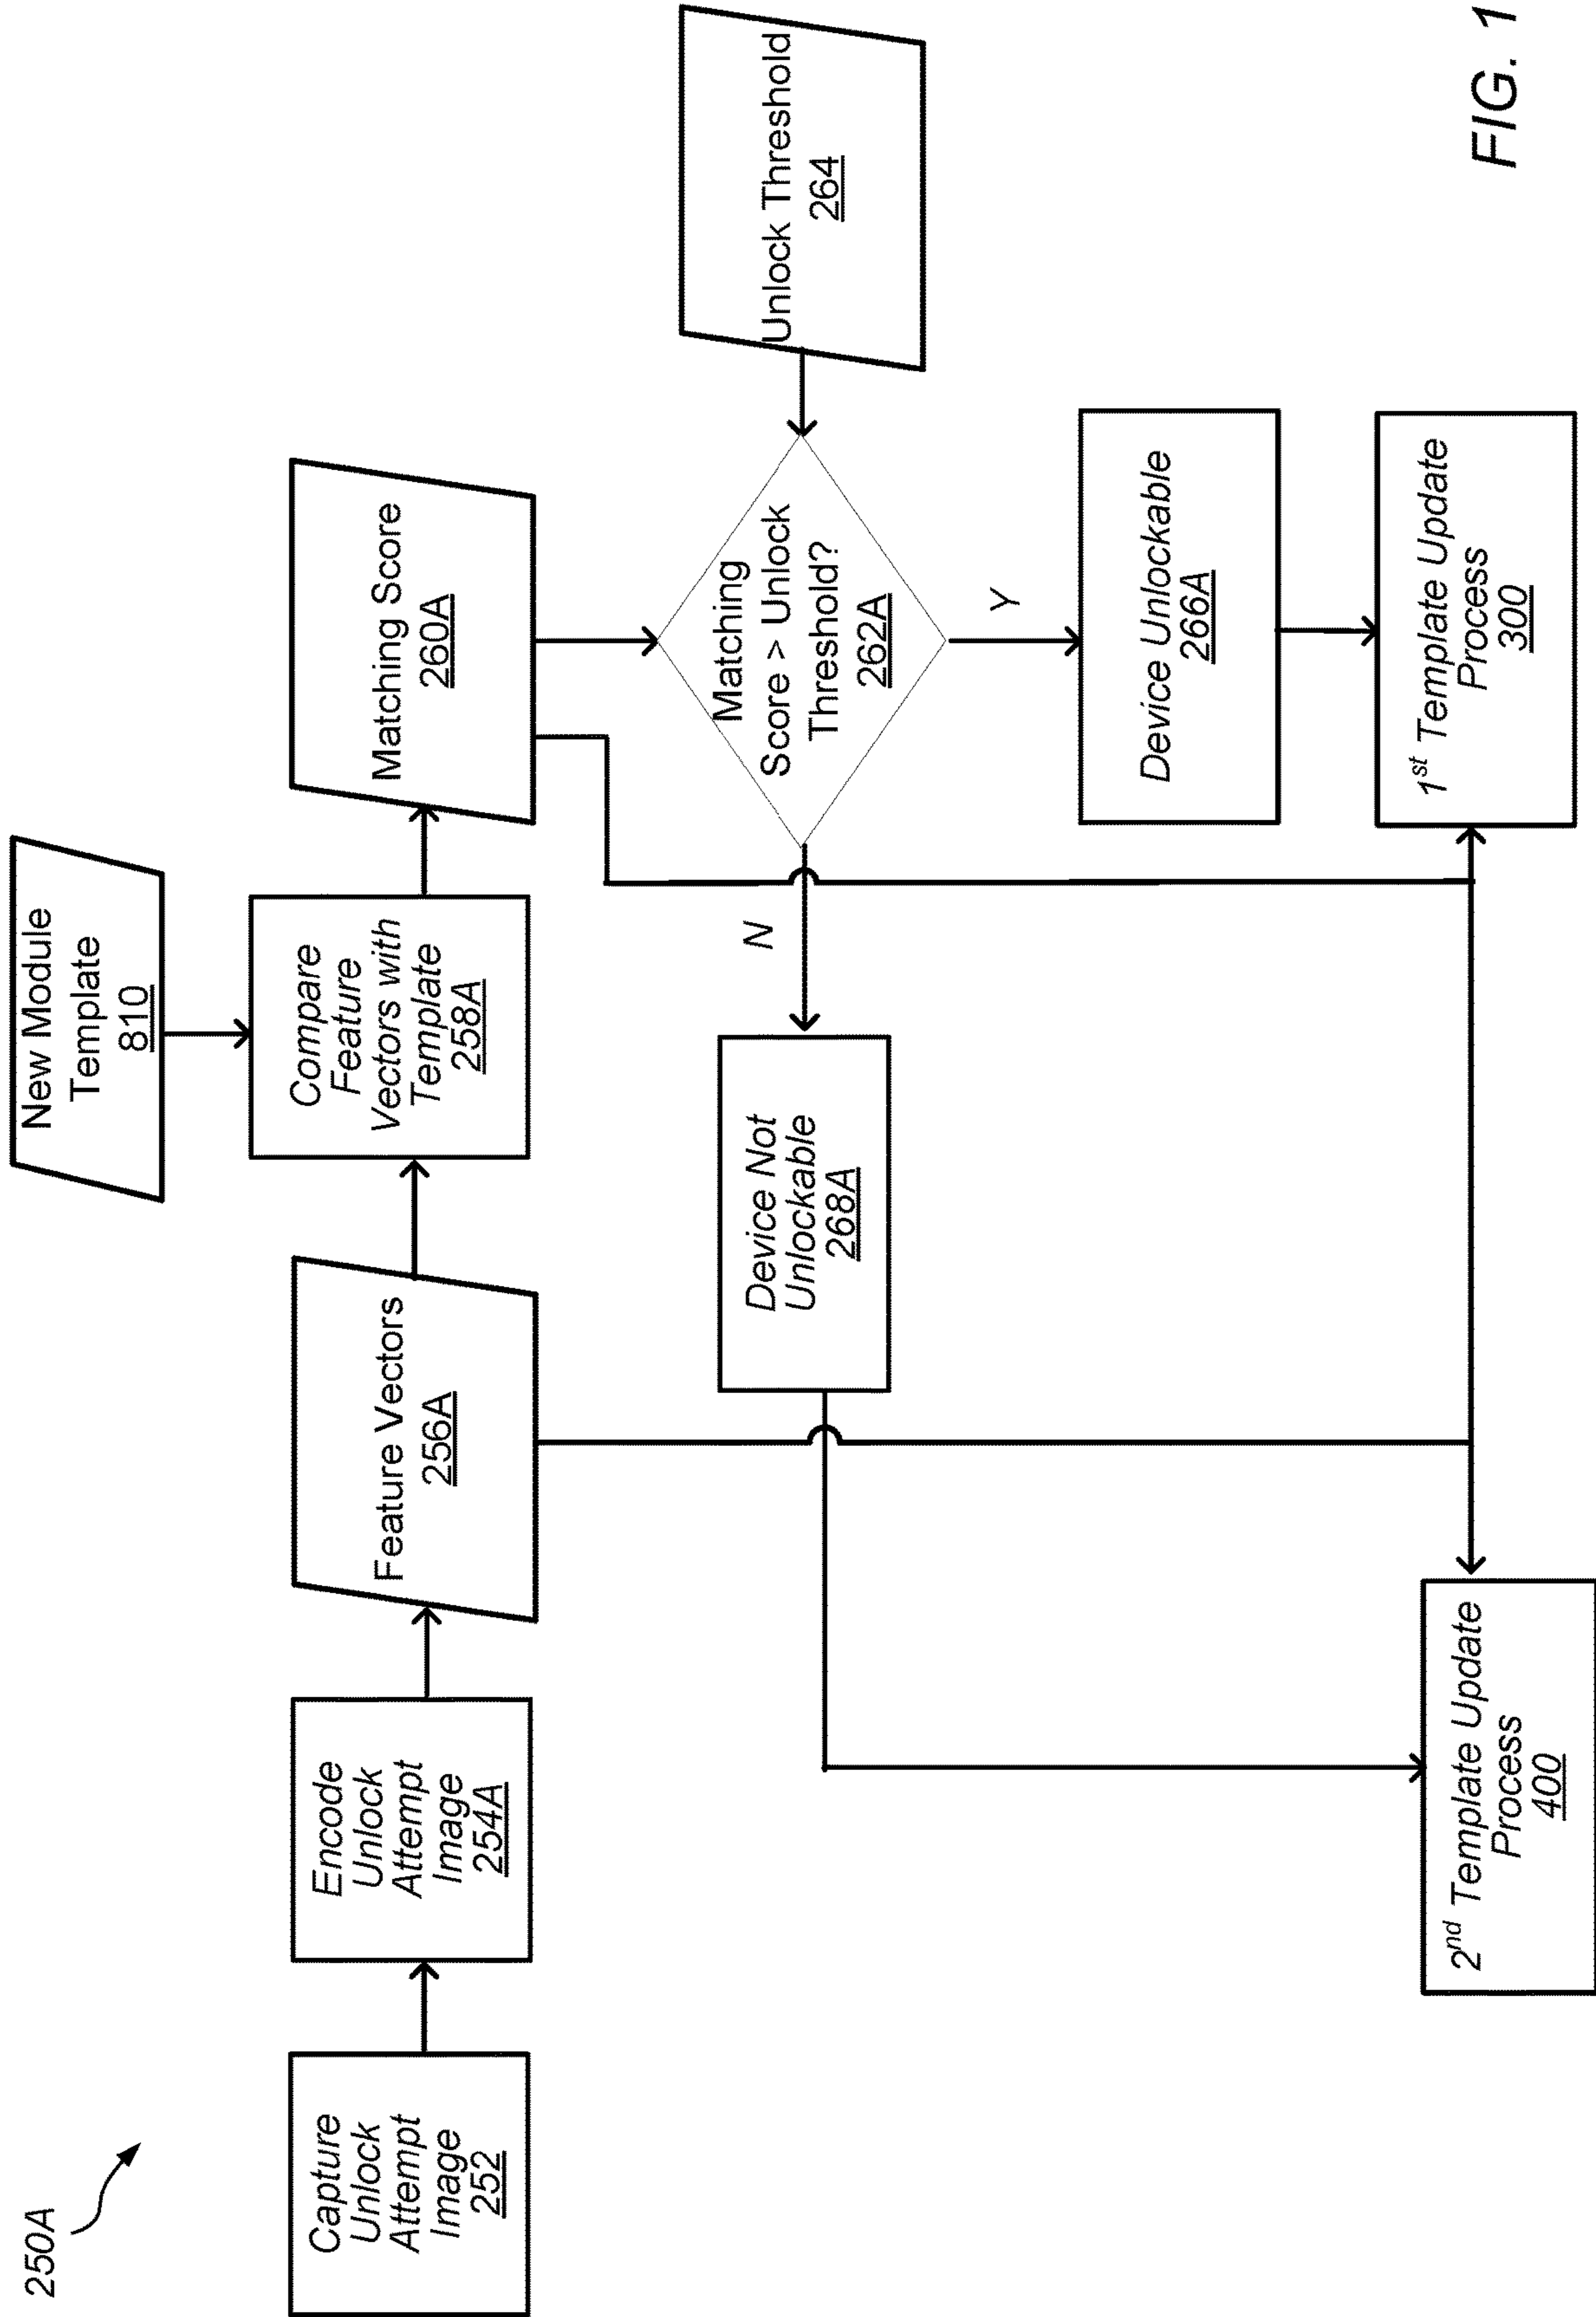 250A
New Module
Template
810
Capture
Unlock
Attempt
Image
252
Encode
Unlock
Attempt
Image
254A
Feature Vectors
256A
Compare
Feature
Vectors with
Template
258A
Matching Score
260A
Device Not
Unlockable
268A
N
Matching
Score > Unlock
Threshold?
262A
Unlock Threshold
264
Y
Device Unlockable
266A
2nd Template Update
Process
400
1st Template Update
Process
300
FIG. 1